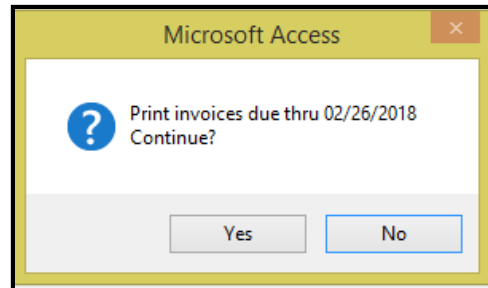 Microsoft Access
Print invoices due thru 02/26/2018
Continue?
Yes No